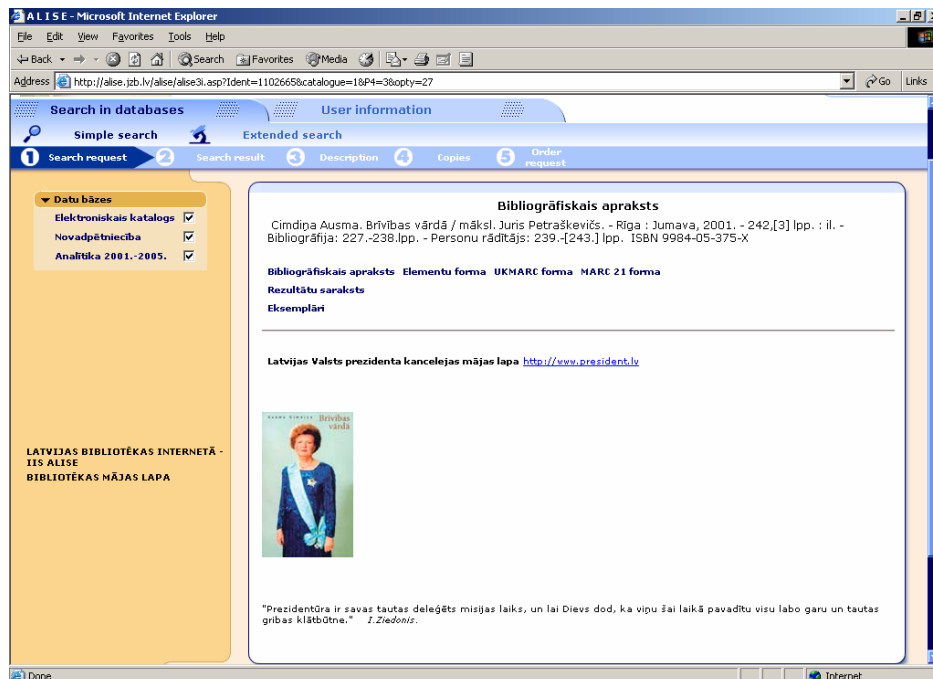 A L I S E - Microsoft Internet Explorer
File Edit View Favorites Tools Help
Back Search Favorites Media
Address http://alise.jzb.lv/alise/alise3i.asp?Ident=1102665&catalogue=1&P4=3&opty=27 Go Links
Search in databases User information
Simple search Extended search
1 Search request 2 Search result 3 Description 4 Copies 5 Order request
Datu bāzes
Elektroniskais katalogs
Novadpētniecība
Analītika 2001.-2005.
LATVIJAS BIBLIOTĒKAS INTERNETĀ -
IIS ALISE
BIBLIOTĒKAS MĀJAS LAPA
Bibliogrāfiskais apraksts
Cimdiņa Ausma. Brīvības vārdā / māksl. Juris Petraškevičs. - Rīga : Jumava, 2001. - 242,[3] lpp. : il. -
Bibliogrāfija: 227.-238.lpp. - Personu rādītājs: 239.-[243.] lpp. ISBN 9984-05-375-X
Bibliogrāfiskais apraksts Elementu forma UKMARC forma MARC 21 forma
Rezultātu saraksts
Eksemplāri
Latvijas Valsts prezidenta kancelejas mājas lapa http://www.president.lv
Brīvības
vārdā
"Prezidentūra ir savas tautas deleģēts misijas laiks, un lai Dievs dod, ka viņu šai laikā pavadītu visu labo garu un tautas
gribas klātbūtne." I.Ziedonis.
Done Internet